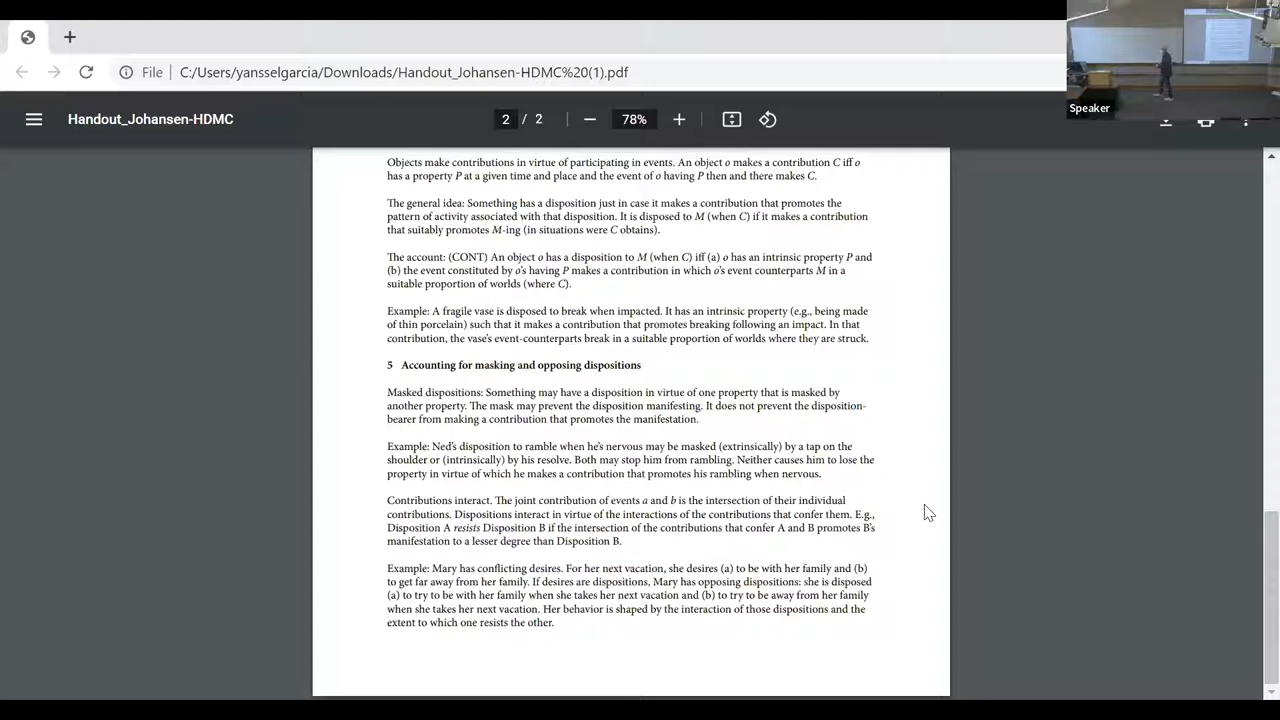 File
C:/Users/yansselgarcia/Downloads/Handout_Johansen-HDMC%20(1).pdf
Speaker
Handout_Johansen-HDMC
2 / 2
78%
Objects make contributions in virtue of participating in events. An object o makes a contribution C iff o
has a property P at a given time and place and the event of o having P then and there makes C.
The general idea: Something has a disposition just in case it makes a contribution that promotes the
pattern of activity associated with that disposition. It is disposed to M (when C) if it makes a contribution
that suitably promotes M-ing (in situations were C obtains).
The account: (CONT) An object o has a disposition to M (when C) iff (a) o has an intrinsic property P and
(b) the event constituted by o's having P makes a contribution in which o's event counterparts M in a
suitable proportion of worlds (where C).
Example: A fragile vase is disposed to break when impacted. It has an intrinsic property (e.g., being made
of thin porcelain) such that it makes a contribution that promotes breaking following an impact. In that
contribution, the vase's event-counterparts break in a suitable proportion of worlds where they are struck.
5 Accounting for masking and opposing dispositions
Masked dispositions: Something may have a disposition in virtue of one property that is masked by
another property. The mask may prevent the disposition manifesting. It does not prevent the disposition-
bearer from making a contribution that promotes the manifestation.
Example: Ned's disposition to ramble when he's nervous may be masked (extrinsically) by a tap on the
shoulder or (intrinsically) by his resolve. Both may stop him from rambling. Neither causes him to lose the
property in virtue of which he makes a contribution that promotes his rambling when nervous.
Contributions interact. The joint contribution of events a and b is the intersection of their individual
contributions. Dispositions interact in virtue of the interactions of the contributions that confer them. E.g.,
Disposition A resists Disposition B if the intersection of the contributions that confer A and B promotes B's
manifestation to a lesser degree than Disposition B.
Example: Mary has conflicting desires. For her next vacation, she desires (a) to be with her family and (b)
to get far away from her family. If desires are dispositions, Mary has opposing dispositions: she is disposed
(a) to try to be with her family when she takes her next vacation and (b) to try to be away from her family
when she takes her next vacation. Her behavior is shaped by the interaction of those dispositions and the
extent to which one resists the other.